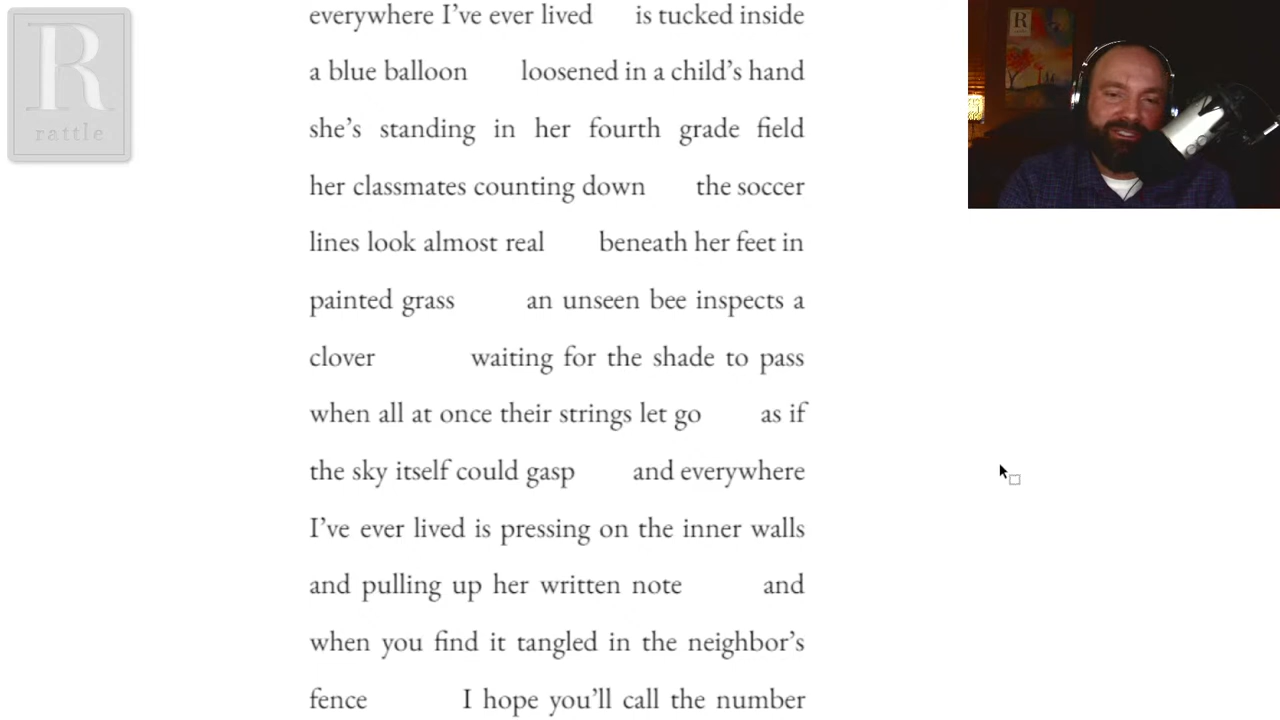 R
rattle
everywhere I’ve ever lived is tucked inside
a blue balloon loosened in a child’s hand
she’s standing in her fourth grade field
her classmates counting down the soccer
lines look almost real beneath her feet in
painted grass an unseen bee inspects a
clover waiting for the shade to pass
when all at once their strings let go as if
the sky itself could gasp and everywhere
I’ve ever lived is pressing on the inner walls
and pulling up her written note and
when you find it tangled in the neighbor’s
fence I hope you’ll call the number
R